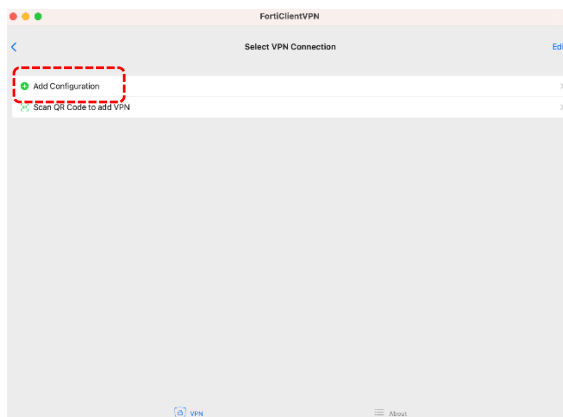 FortiClientVPN
Select VPN Connection
Edi
Add Configuration
Scan QR Code to add VPN
VPN
About